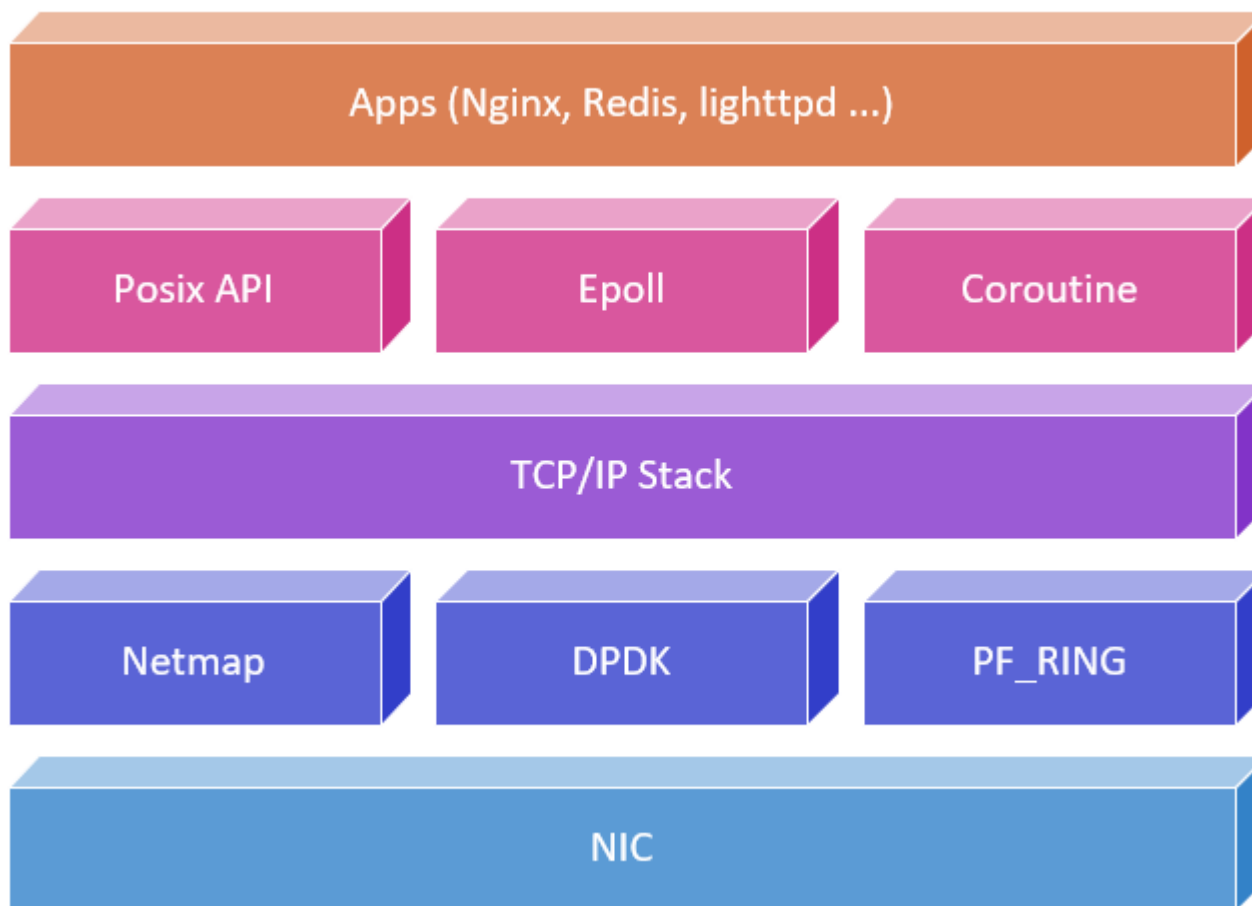 Apps (Nginx, Redis, lighttpd ...)
Posix API
Epoll
Coroutine
TCP/IP Stack
Netmap
DPDK
PF_RING
NIC